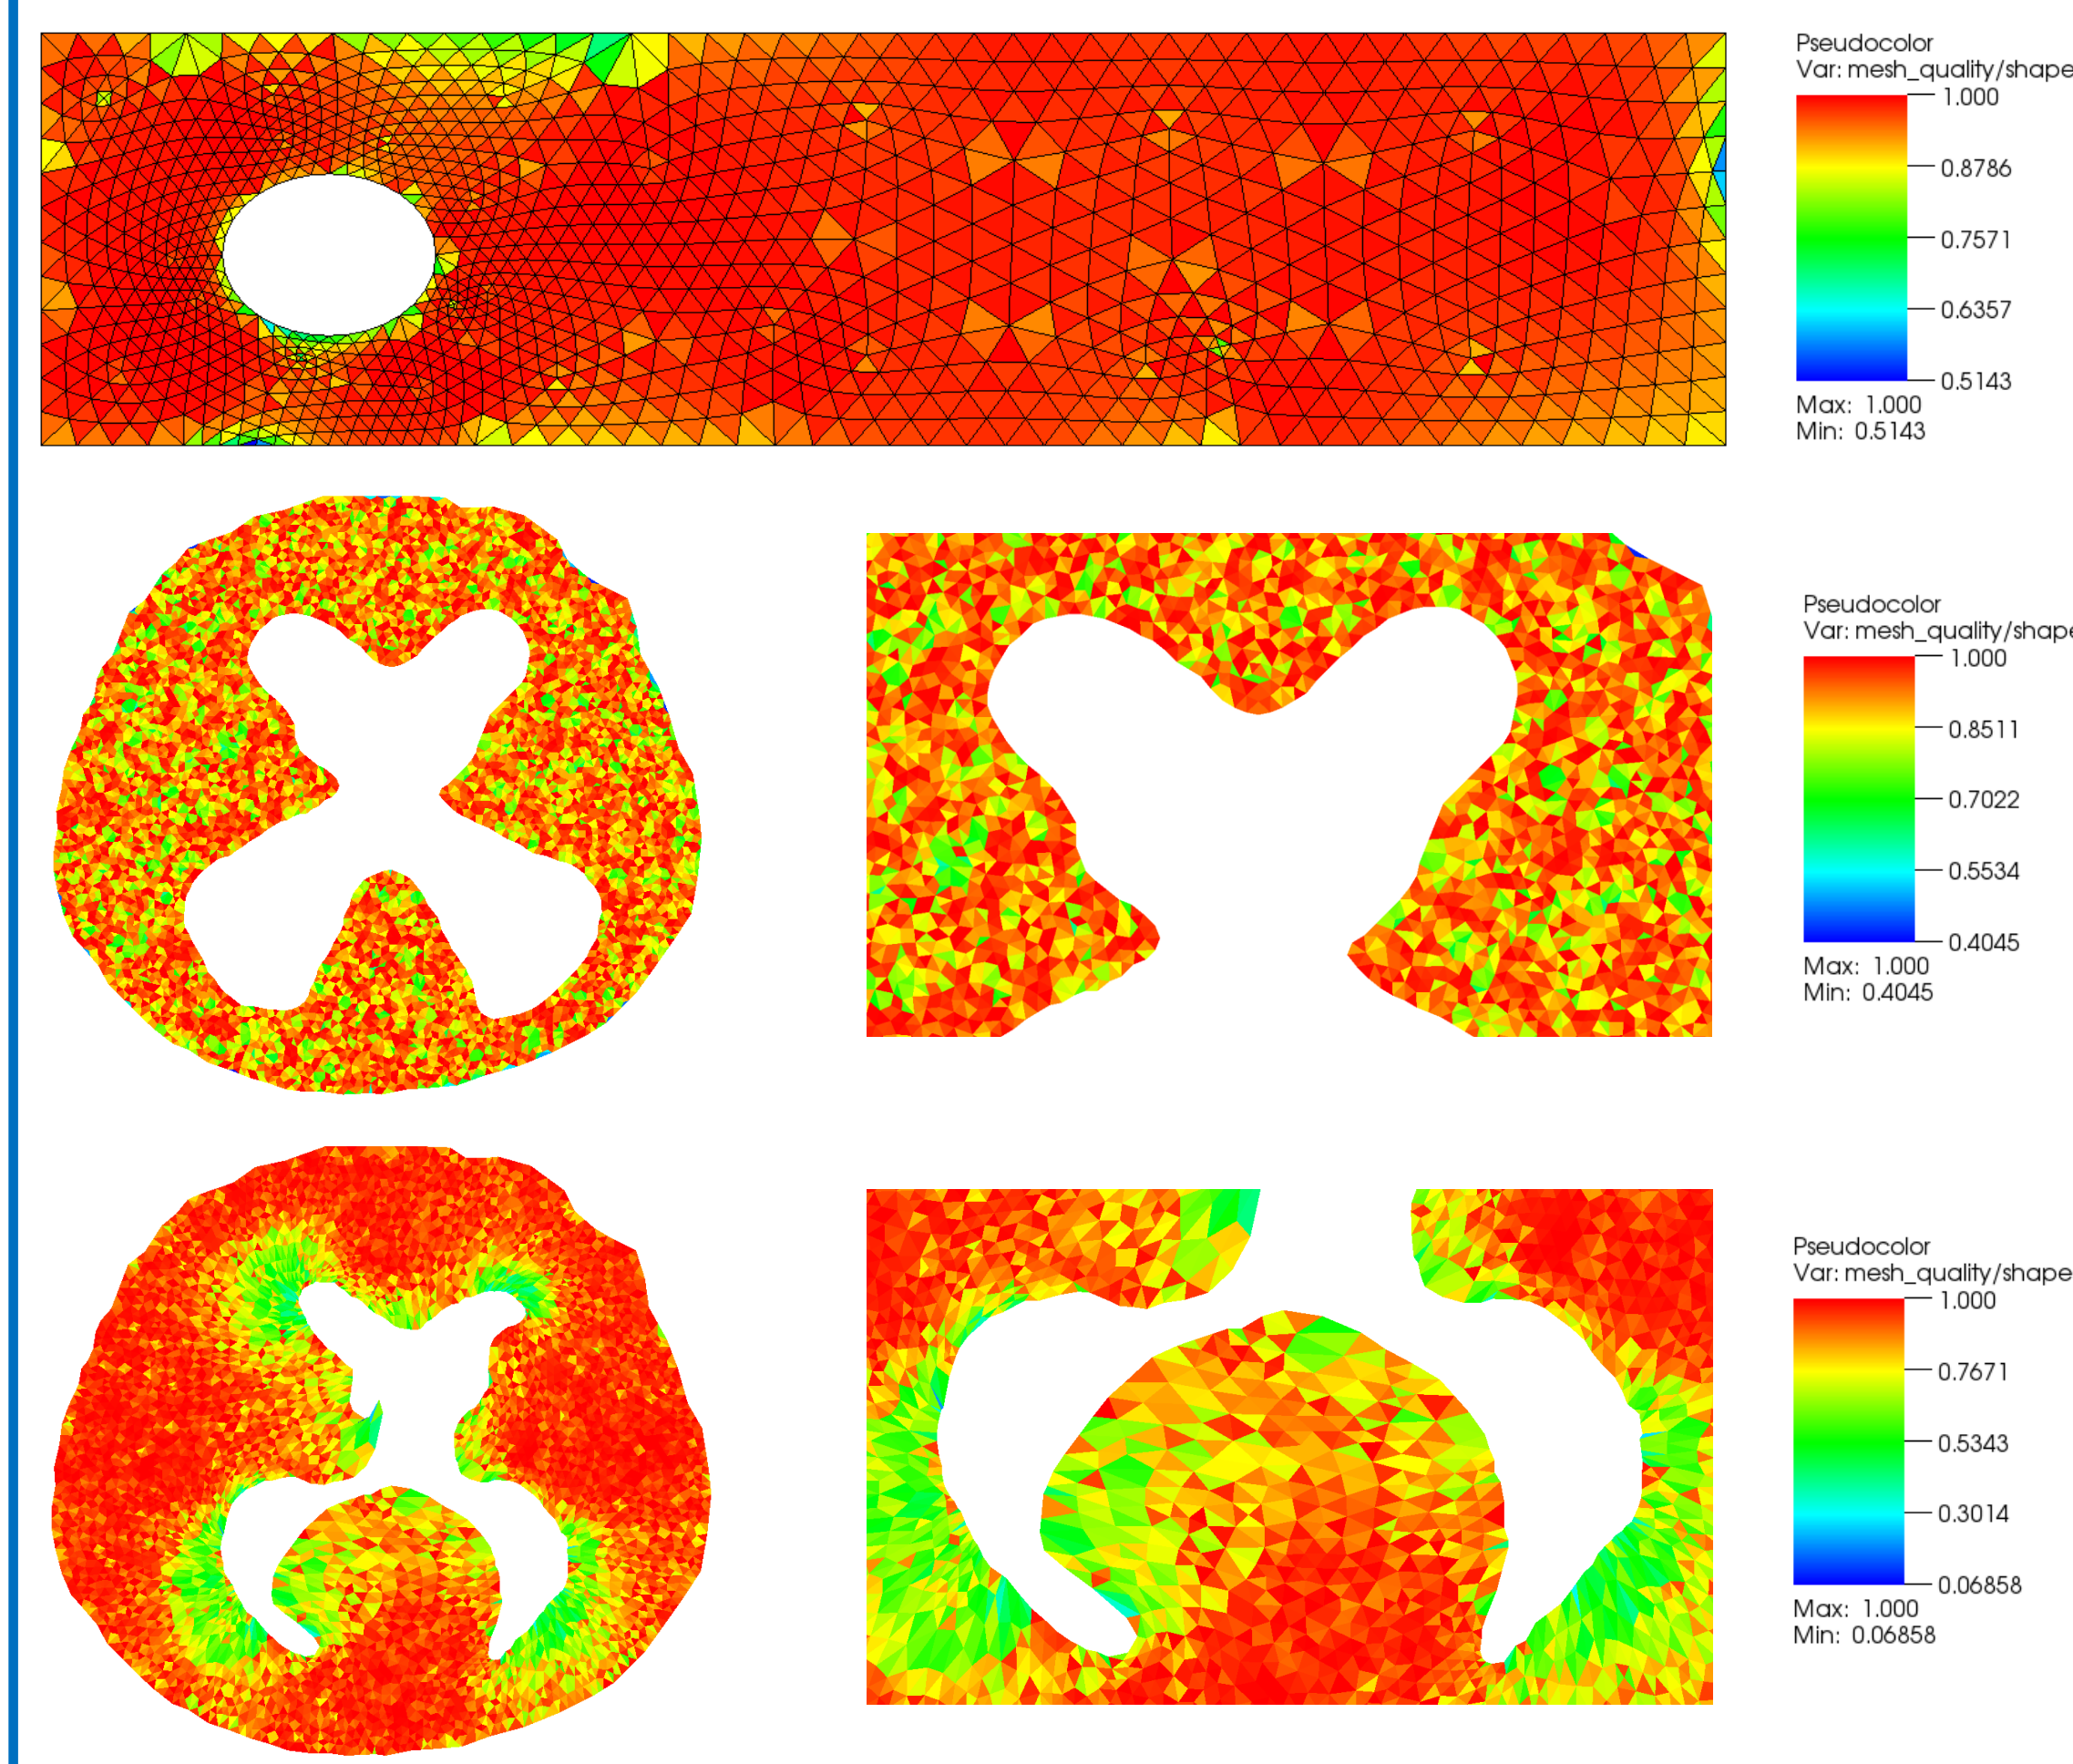 Pseudocolor
Var: mesh_quality/shape
1.000
0.8786
0.7571
0.6357
0.5143
Max: 1.000
Min: 0.5143
Pseudocolor
Var: mesh_quality/shape
1.000
0.8511
0.7022
0.5534
0.4045
Max: 1.000
Min: 0.4045
Pseudocolor
Var: mesh_quality/shape
1.000
0.7671
0.5343
0.3014
0.06858
Max: 1.000
Min: 0.06858